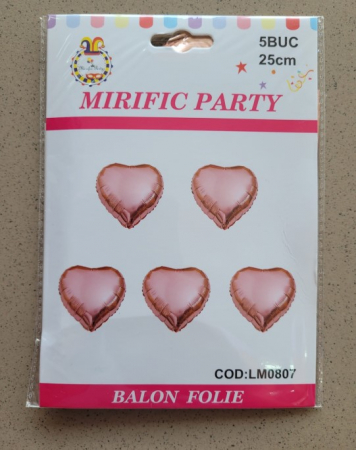 5BUC
25cm
MIRIFIC PARTY
COD:LM0807
BALON FOLIE